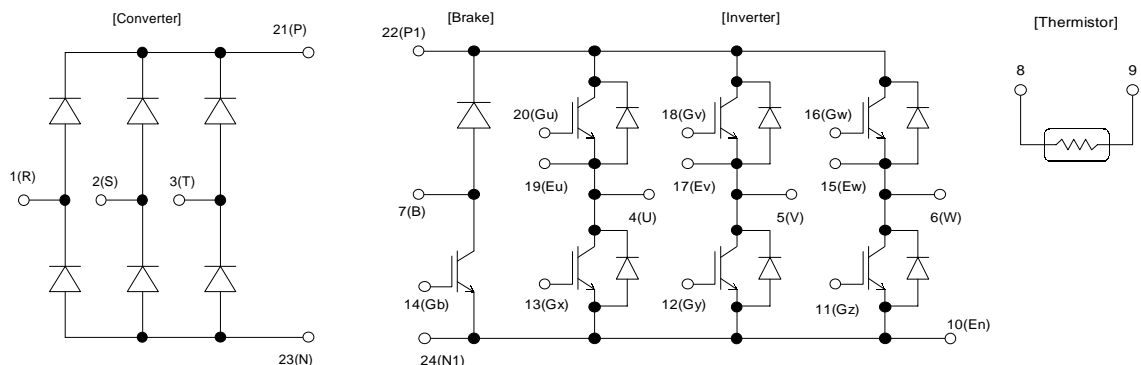 [Converter]
[Brake]
[Inverter]
[Thermistor]
21(P)
22(P1)
8
9
20(Gu)
18(Gv)
16(Gw)
1(R)
2(S)
3(T)
19(Eu)
17(Ev)
15(Ew)
7(B)
4(U)
5(V)
6(W)
14(Gb)
13(Gx)
12(Gy)
11(Gz)
10(En)
23(N)
24(N1)